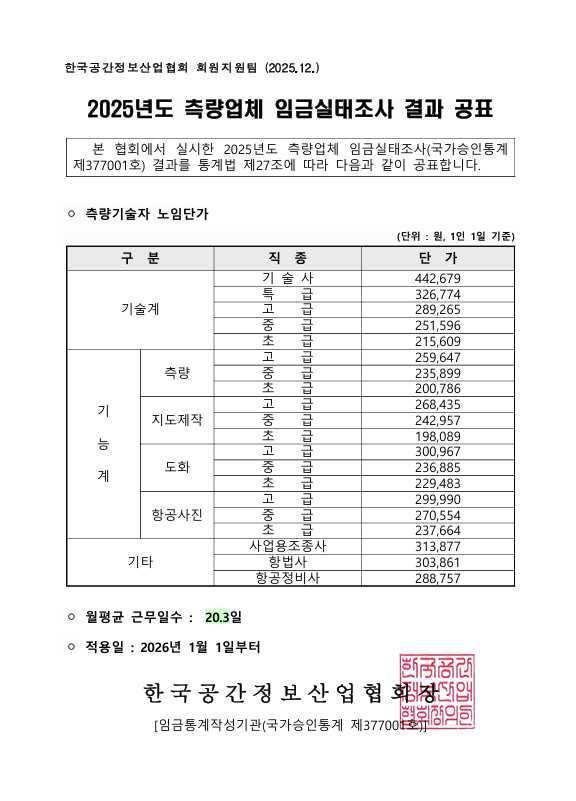 한국공간정보산업협회 회원지원팀 (2025.12.)
2025년도 측량업체 임금실태조사 결과 공표
본 협회에서 실시한 2025년도 측량업체 임금실태조사(국가승인통계
제377001호) 결과를 통계법 제27조에 따라 다음과 같이 공표합니다.
○ 측량기술자 노임단가
(단위 : 원, 1인 1일 기준)
구 분 직 종 단 가
기술계
기 술 사 442,679
특 급 326,774
고 급 289,265
중 급 251,596
초 급 215,609
기능계
측량
고 급 259,647
중 급 235,899
초 급 200,786
지도제작
고 급 268,435
중 급 242,957
초 급 198,089
도화
고 급 300,967
중 급 236,885
초 급 229,483
항공사진
고 급 299,990
중 급 270,554
초 급 237,664
기타
사업용조종사 313,877
항법사 303,861
항공정비사 288,757
○ 월평균 근무일수 : 20.3일
○ 적용일 : 2026년 1월 1일부터
한국공간정보산업협회장
[임금통계작성기관(국가승인통계 제377001호)]